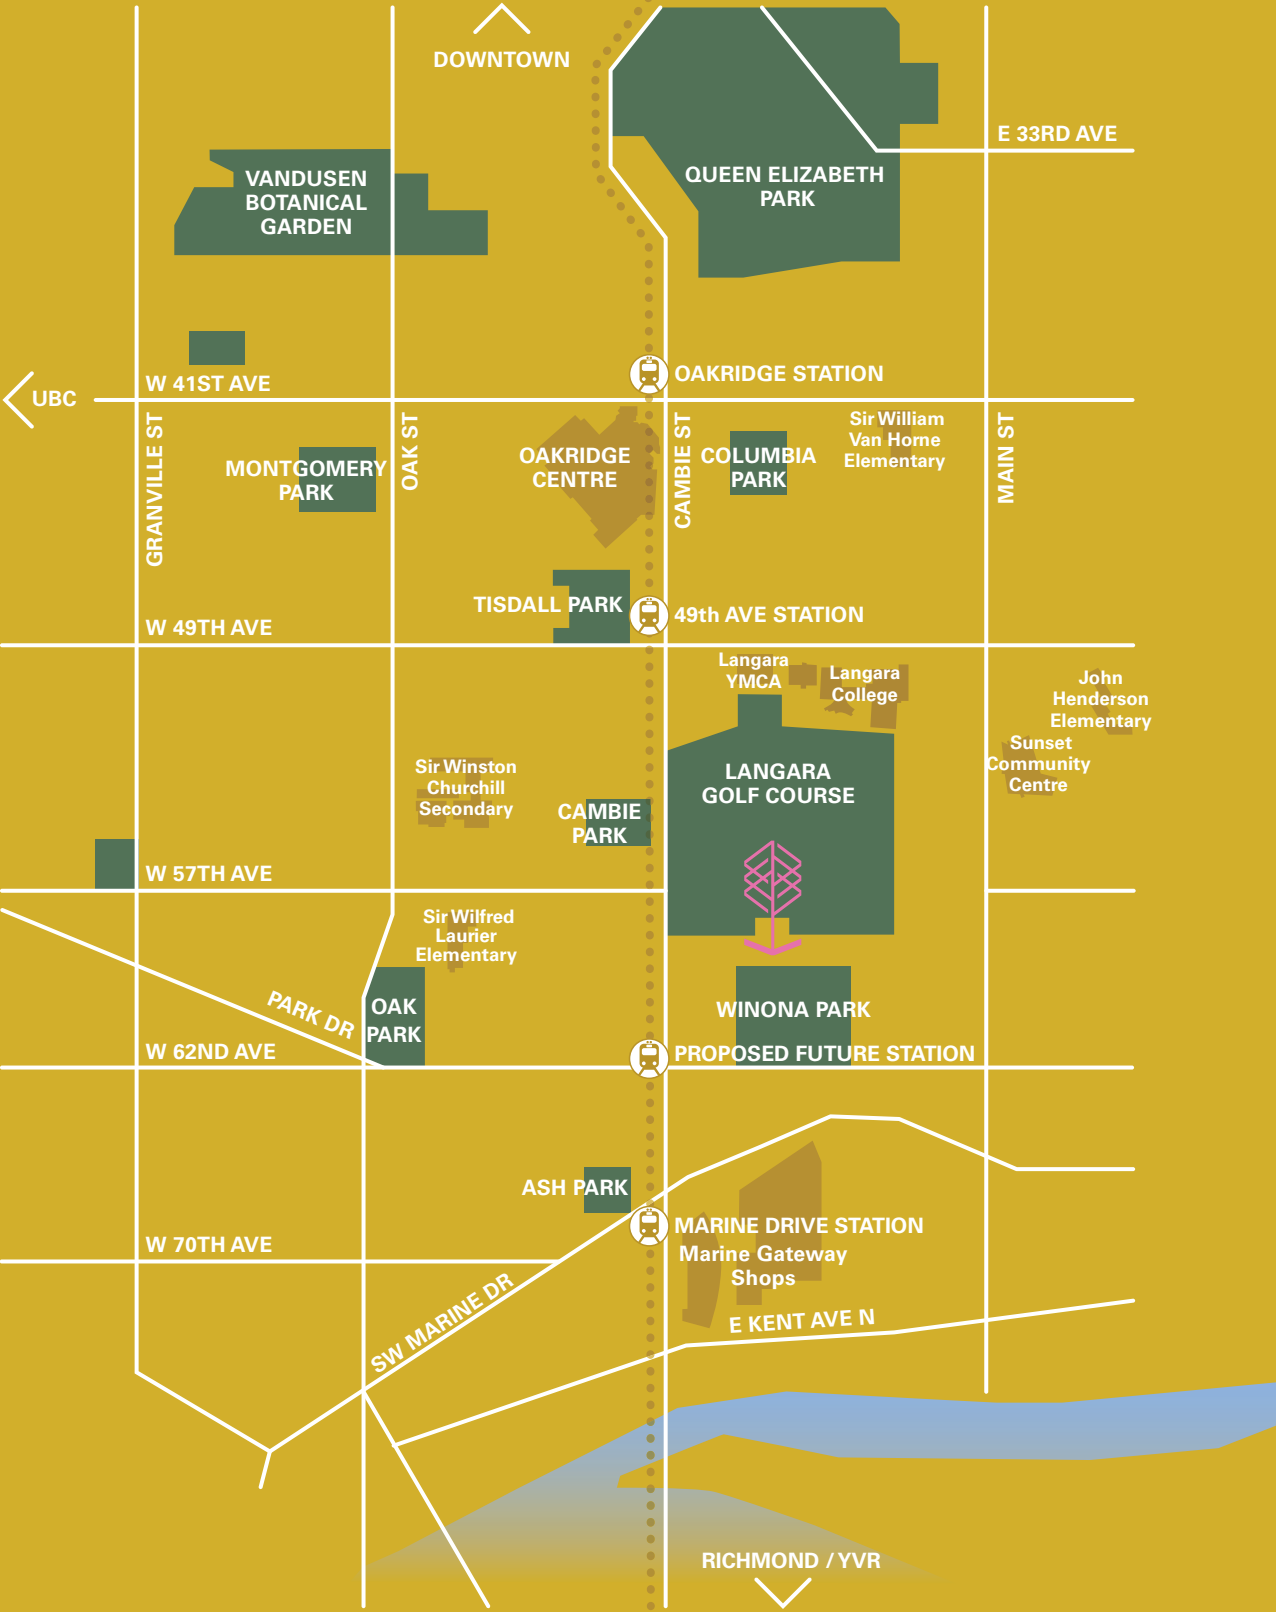 DOWNTOWN
E 33RD AVE
VANDUSEN
BOTANICAL
GARDEN
QUEEN ELIZABETH
PARK
OAKRIDGE STATION
W 41ST AVE
UBC
GRANVILLE ST
OAK ST
CAMBIE ST
MAIN ST
MONTGOMERY
PARK
OAKRIDGE
CENTRE
COLUMBIA
PARK
Sir William
Van Horne
Elementary
TISDALL PARK
49th AVE STATION
W 49TH AVE
Langara
YMCA
Langara
College
John
Henderson
Elementary
Sunset
Community
Centre
Sir Winston
Churchill
Secondary
LANGARA
GOLF COURSE
CAMBIE
PARK
W 57TH AVE
Sir Wilfred
Laurier
Elementary
PARK DR
OAK
PARK
WINONA PARK
W 62ND AVE
PROPOSED FUTURE STATION
ASH PARK
MARINE DRIVE STATION
Marine Gateway
Shops
W 70TH AVE
SW MARINE DR
E KENT AVE N
RICHMOND / YVR